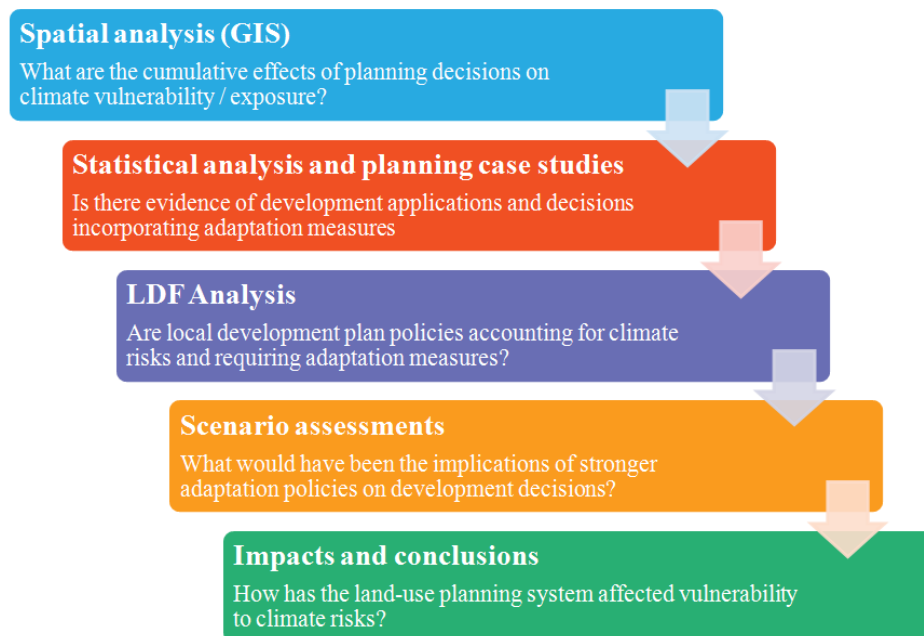 Spatial analysis (GIS)
What are the cumulative effects of planning decisions on
climate vulnerability / exposure?
Statistical analysis and planning case studies
Is there evidence of development applications and decisions
incorporating adaptation measures
LDF Analysis
Are local development plan policies accounting for climate
risks and requiring adaptation measures?
Scenario assessments
What would have been the implications of stronger
adaptation policies on development decisions?
Impacts and conclusions
How has the land-use planning system affected vulnerability
to climate risks?